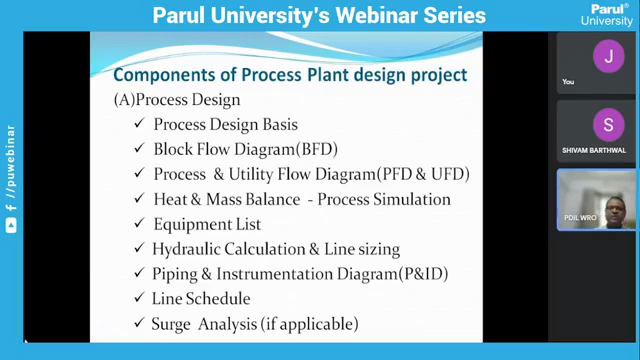 Parul University's Webinar Series
Parul®
University
Components of Process Plant design project
(A)Process Design
✓ Process Design Basis
✓ Block Flow Diagram(BFD)
✓ Process & Utility Flow Diagram(PFD & UFD)
✓ Heat & Mass Balance - Process Simulation
✓ Equipment List
✓ Hydraulic Calculation & Line sizing
✓ Piping & Instrumentation Diagram(P&ID)
✓ Line Schedule
✓ Surge Analysis (if applicable)
J
You
S
SHIVAM BARTHWAL
PDIL WRO
/puwebinar